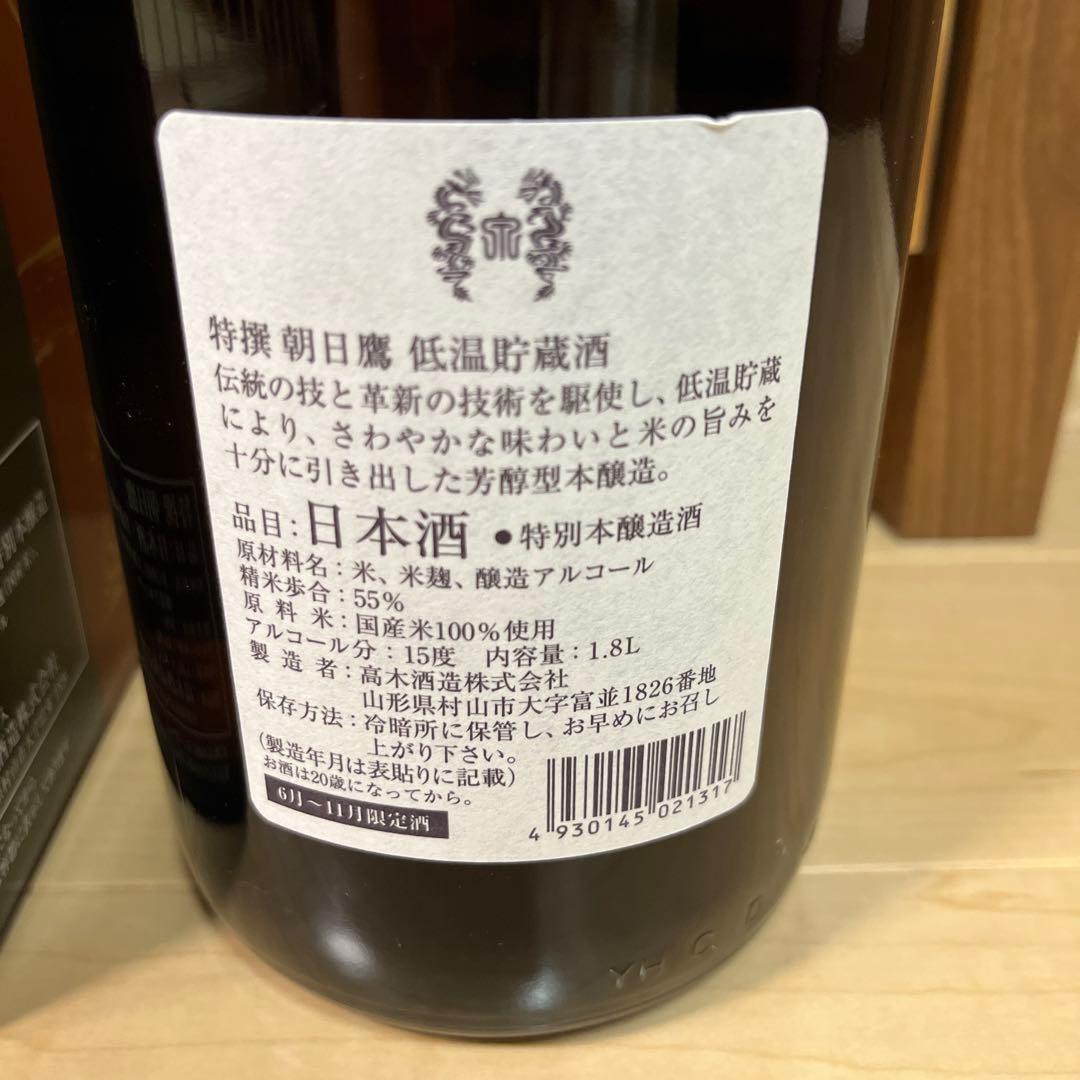 特撰 朝日鷹 低温貯蔵酒
伝統の技と革新の技術を駆使し、低温貯蔵
により、さわやかな味わいと米の旨みを
十分に引き出した芳醇型本醸造。
品目：日本酒 ●特別本醸造酒
原材料名：米、米麹、醸造アルコール
精米歩合：55%
原料米：国産米100%使用
アルコール分：15度 内容量：1.8L
製造者：高木酒造株式会社
山形県村山市大字富並1826番地
保存方法：冷暗所に保管し、お早めにお召し
上がり下さい。
（製造年月は表貼りに記載）
お酒は20歳になってから。
6月～11月限定酒
4 930145 021317
YH C D